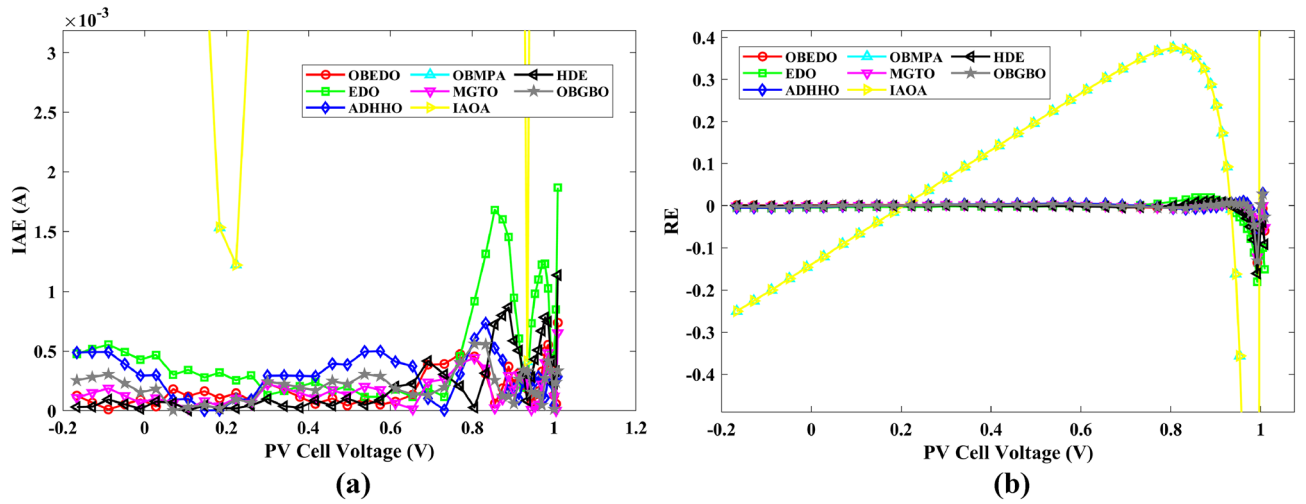 ×10⁻³
3
2.5
2
1.5
1
0.5
0
IAE (A)
OBEDO OBMPA HDE
EDO MGTO OBGBO
ADHHO IAOA
-0.2 0 0.2 0.4 0.6 0.8 1 1.2
PV Cell Voltage (V)
(a)
0.4
0.3
0.2
0.1
0
-0.1
-0.2
-0.3
-0.4
RE
OBEDO OBMPA HDE
EDO MGTO OBGBO
ADHHO IAOA
-0.2 0 0.2 0.4 0.6 0.8 1
PV Cell Voltage (V)
(b)